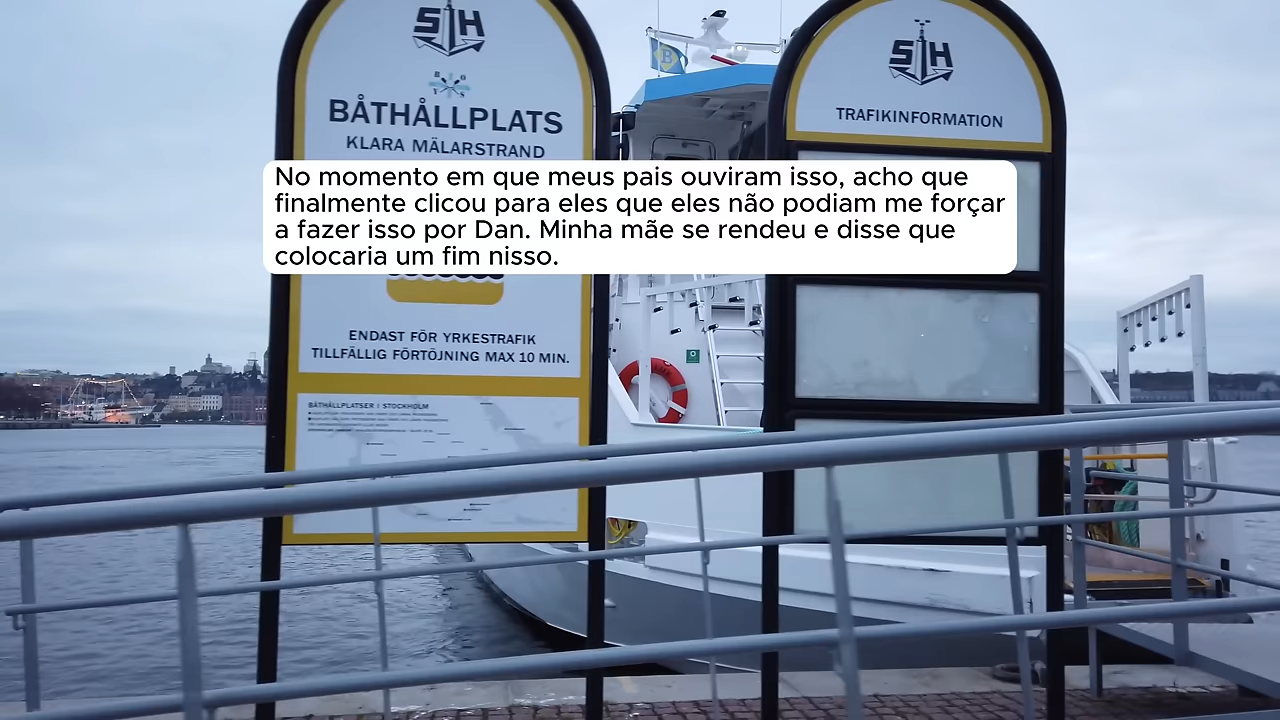 STH
BÅTHÅLLPLATS
KLARA MÄLARSTRAND
STH
TRAFIKINFORMATION
No momento em que meus pais ouviram isso, acho que
finalmente clicou para eles que eles não podiam me forçar
a fazer isso por Dan. Minha mãe se rendeu e disse que
colocaria um fim nisso.
ENDAST FÖR YRKESTRAFIK
TILLFÄLLIG FÖRTÖJNING MAX 10 MIN.
BÅTHÅLLPLATSER I STOCKHOLM